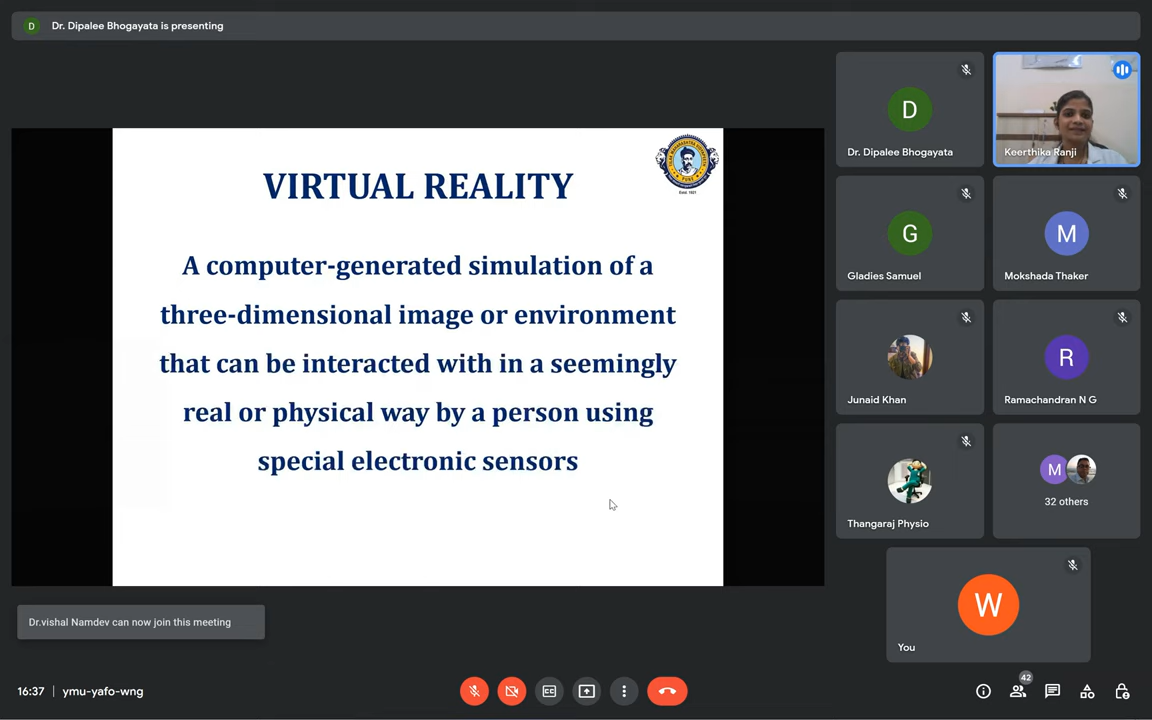 D
Dr. Dipalee Bhogayata is presenting
VIRTUAL REALITY
A computer-generated simulation of a
three-dimensional image or environment
that can be interacted with in a seemingly
real or physical way by a person using
special electronic sensors
D
Dr. Dipalee Bhogayata
Keerthika Ranji
G
Gladies Samuel
M
Mokshada Thaker
Junaid Khan
R
Ramachandran N G
Thangaraj Physio
M
32 others
W
You
Dr.vishal Namdev can now join this meeting
16:37 | ymu-yafo-wng
CC
42